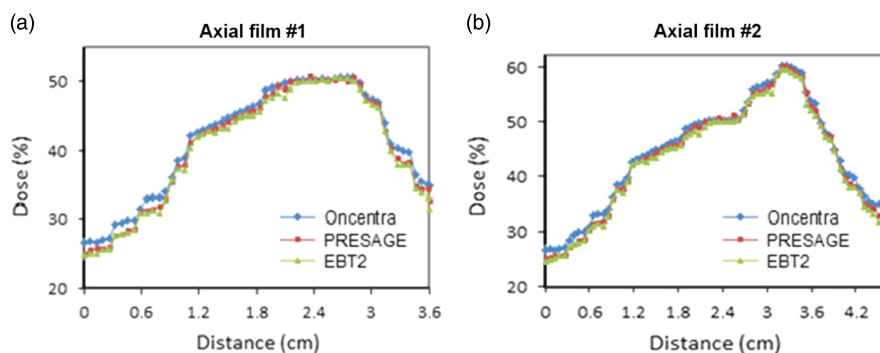 (a)
Axial film #1
Dose (%)
50
40
30
20
Oncentra
PRESAGE
EBT2
0 0.6 1.2 1.8 2.4 3 3.6
Distance (cm)
(b)
Axial film #2
Dose (%)
60
50
40
30
20
Oncentra
PRESAGE
EBT2
0 0.6 1.2 1.8 2.4 3 3.6 4.2
Distance (cm)